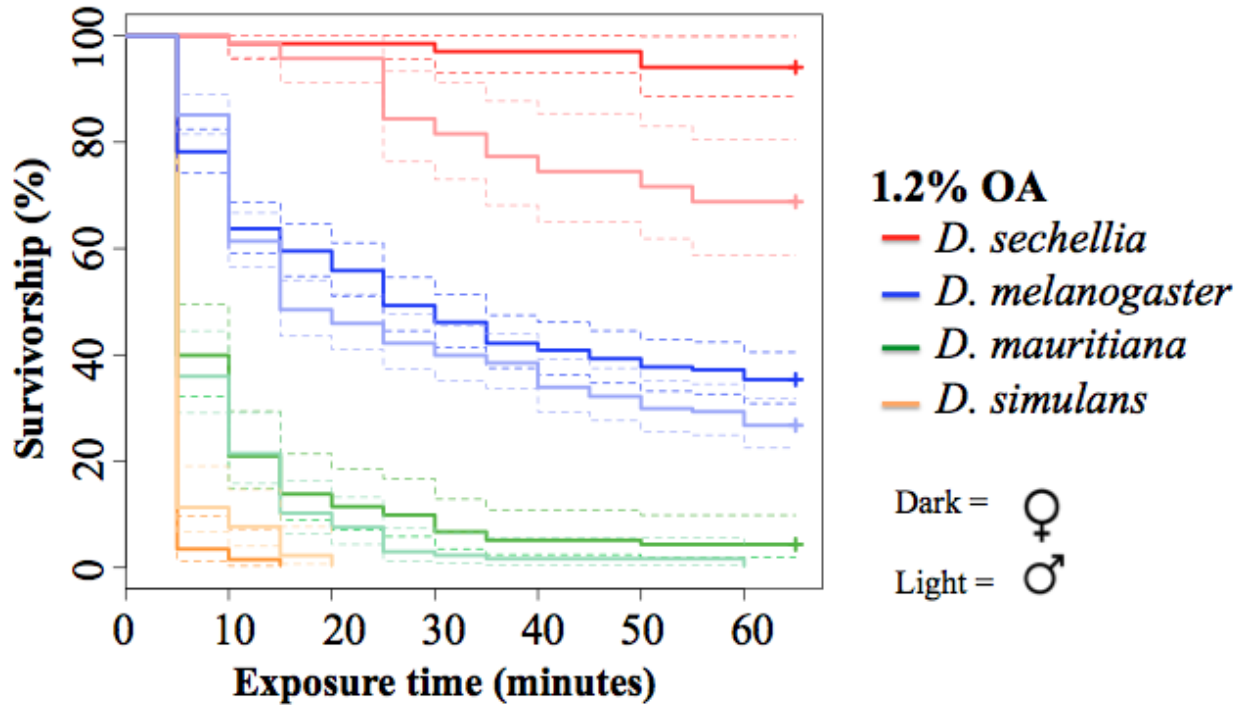 Survivorship (%)
100
80
60
40
20
0
0 10 20 30 40 50 60
Exposure time (minutes)
1.2% OA
D. sechellia
D. melanogaster
D. mauritiana
D. simulans
Dark = ♀
Light = ♂